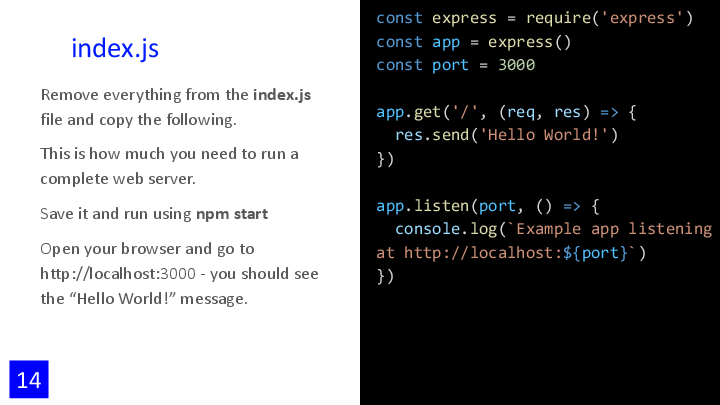 index.js
Remove everything from the index.js
file and copy the following.
This is how much you need to run a
complete web server.
Save it and run using npm start
Open your browser and go to
http://localhost:3000 - you should see
the “Hello World!” message.
14
const express = require('express')
const app = express()
const port = 3000
app.get('/', (req, res) => {
  res.send('Hello World!')
})
app.listen(port, () => {
  console.log(`Example app listening
at http://localhost:${port}`)
})